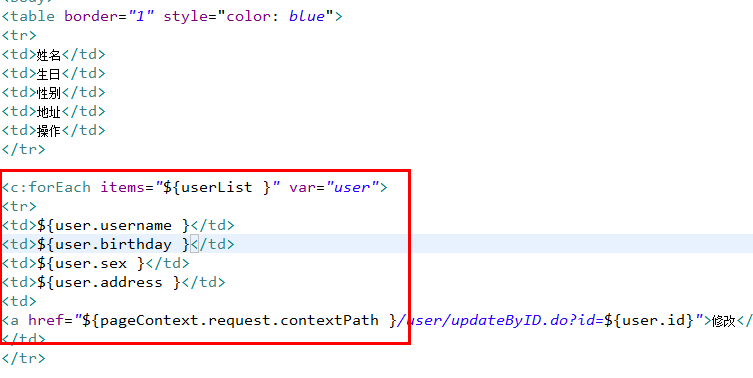 <body>
<table border="1" style="color: blue">
<tr>
<td>姓名</td>
<td>生日</td>
<td>性别</td>
<td>地址</td>
<td>操作</td>
</tr>
<c:forEach items="${userList }" var="user">
<tr>
<td>${user.username }</td>
<td>${user.birthday }</td>
<td>${user.sex }</td>
<td>${user.address }</td>
<td>
<a href="${pageContext.request.contextPath }/user/updateByID.do?id=${user.id}">修改</
</td>
</tr>